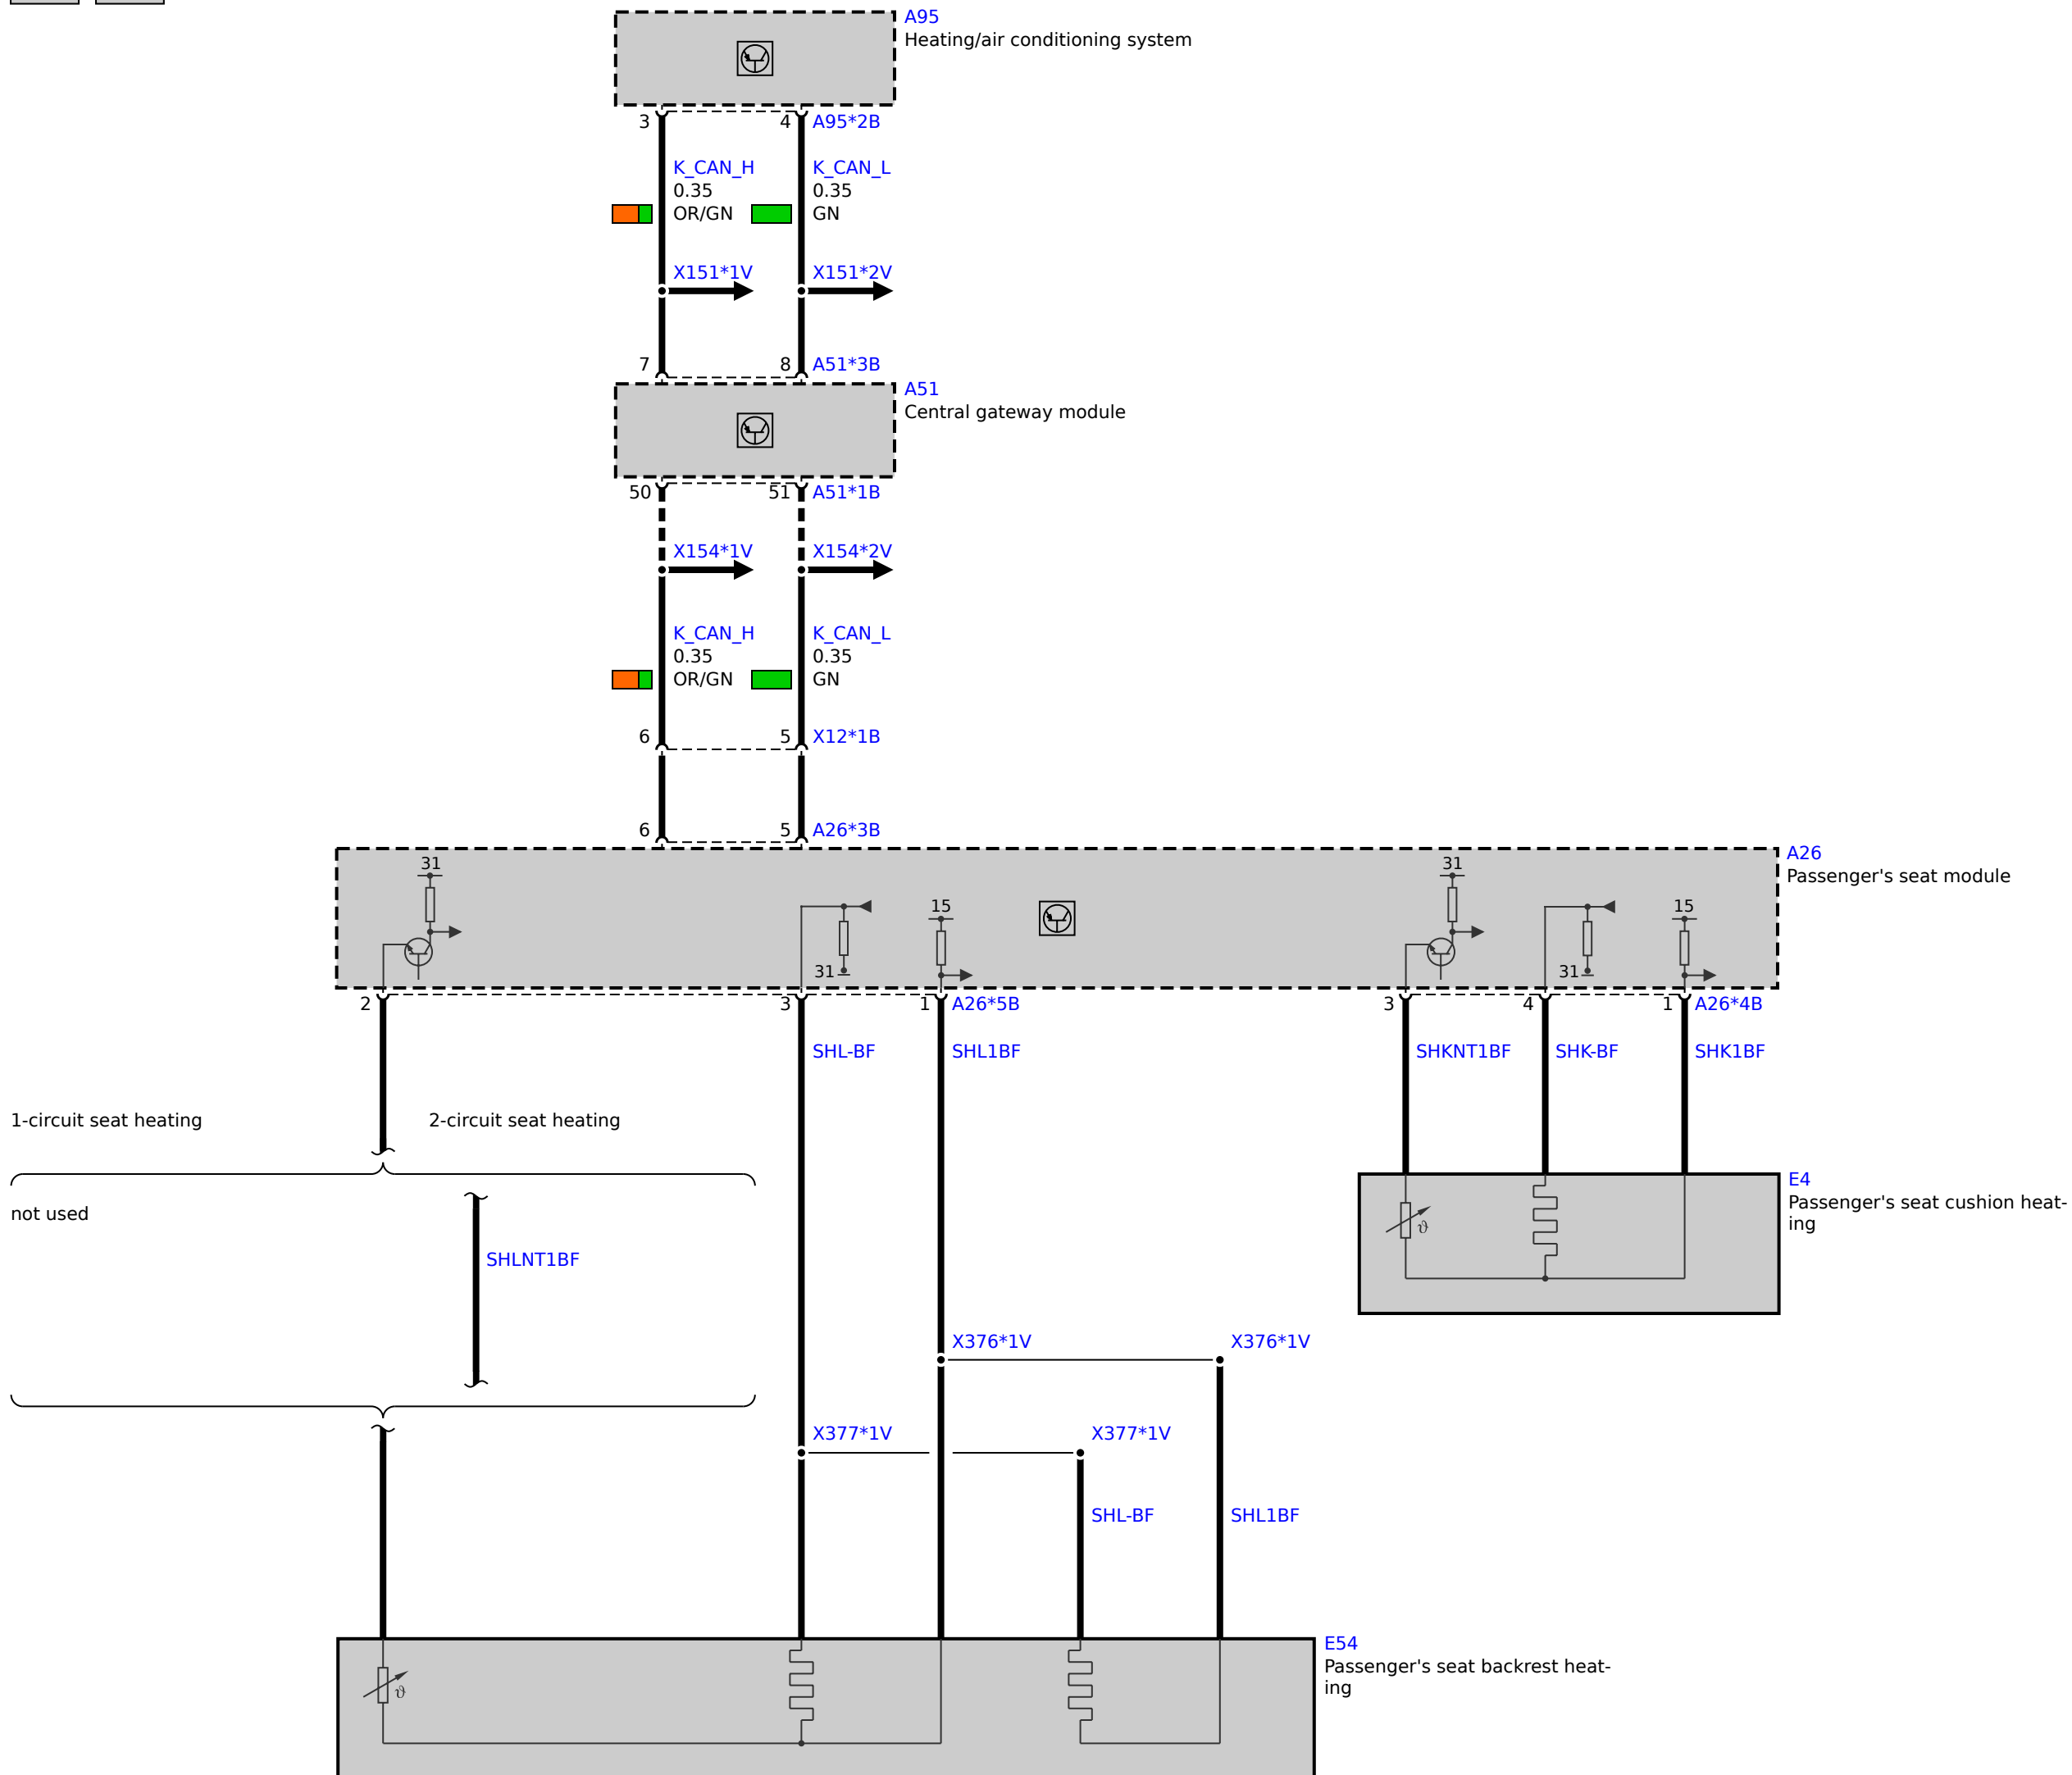 A95
Heating/air conditioning system
3 4 A95*2B
K_CAN_H K_CAN_L
0.35 0.35
OR/GN GN
X151*1V X151*2V
7 8 A51*3B
A51
Central gateway module
50 51 A51*1B
X154*1V X154*2V
K_CAN_H K_CAN_L
0.35 0.35
OR/GN GN
6 5 X12*1B
6 5 A26*3B
A26
31 31
Passenger's seat module
15 15
31 31
2 3 1 A26*5B 3 4 1 A26*4B
SHL-BF SHL1BF SHKNT1BF SHK-BF SHK1BF
1-circuit seat heating 2-circuit seat heating
E4
Passenger's seat cushion heat-
ing
not used
ϑ
SHLNT1BF
X376*1V X376*1V
X377*1V X377*1V
SHL-BF SHL1BF
E54
Passenger's seat backrest heat-
ing
ϑ